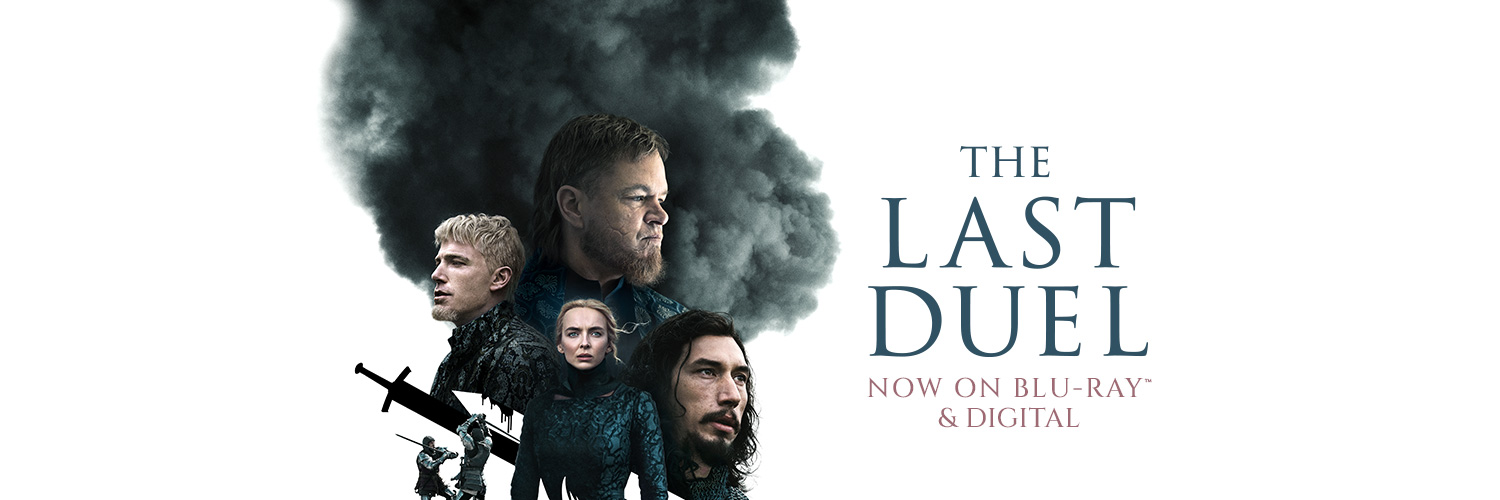 THE
LAST
DUEL
NOW ON BLU-RAY™
& DIGITAL